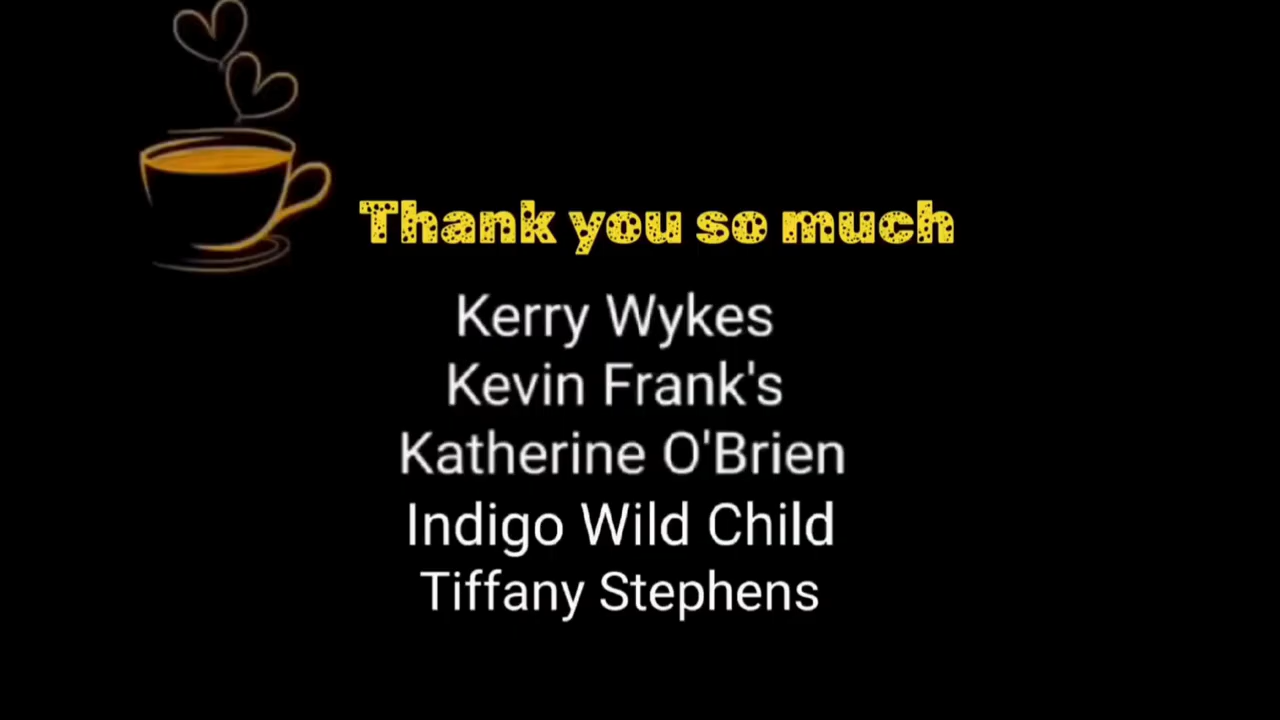 Thank you so much
Kerry Wykes
Kevin Frank's
Katherine O'Brien
Indigo Wild Child
Tiffany Stephens